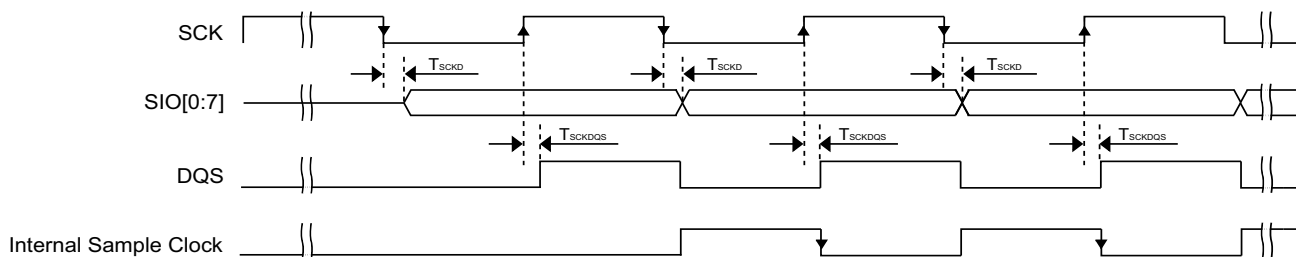 SCK
TSCKD TSCKD TSCKD
SIO[0:7]
TSCKDQS TSCKDQS TSCKDQS
DQS
Internal Sample Clock